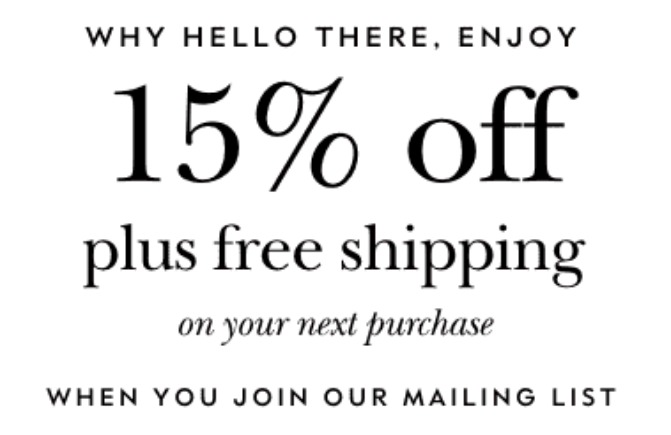 WHY HELLO THERE, ENJOY
15% off
plus free shipping
on your next purchase
WHEN YOU JOIN OUR MAILING LIST